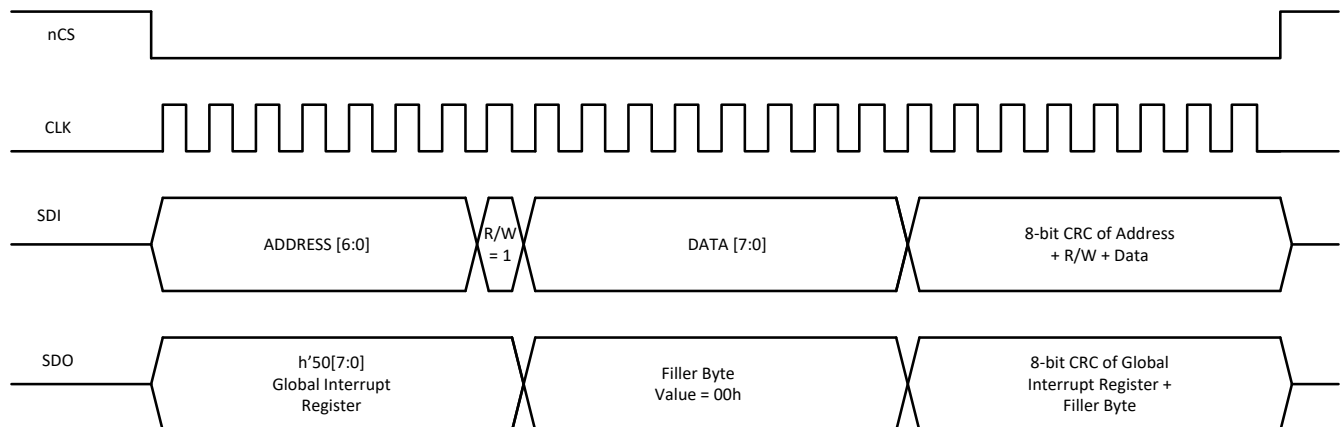 nCS
CLK
SDI
ADDRESS [6:0]
R/W
= 1
DATA [7:0]
8-bit CRC of Address
+ R/W + Data
SDO
h’50[7:0]
Global Interrupt
Register
Filler Byte
Value = 00h
8-bit CRC of Global
Interrupt Register +
Filler Byte